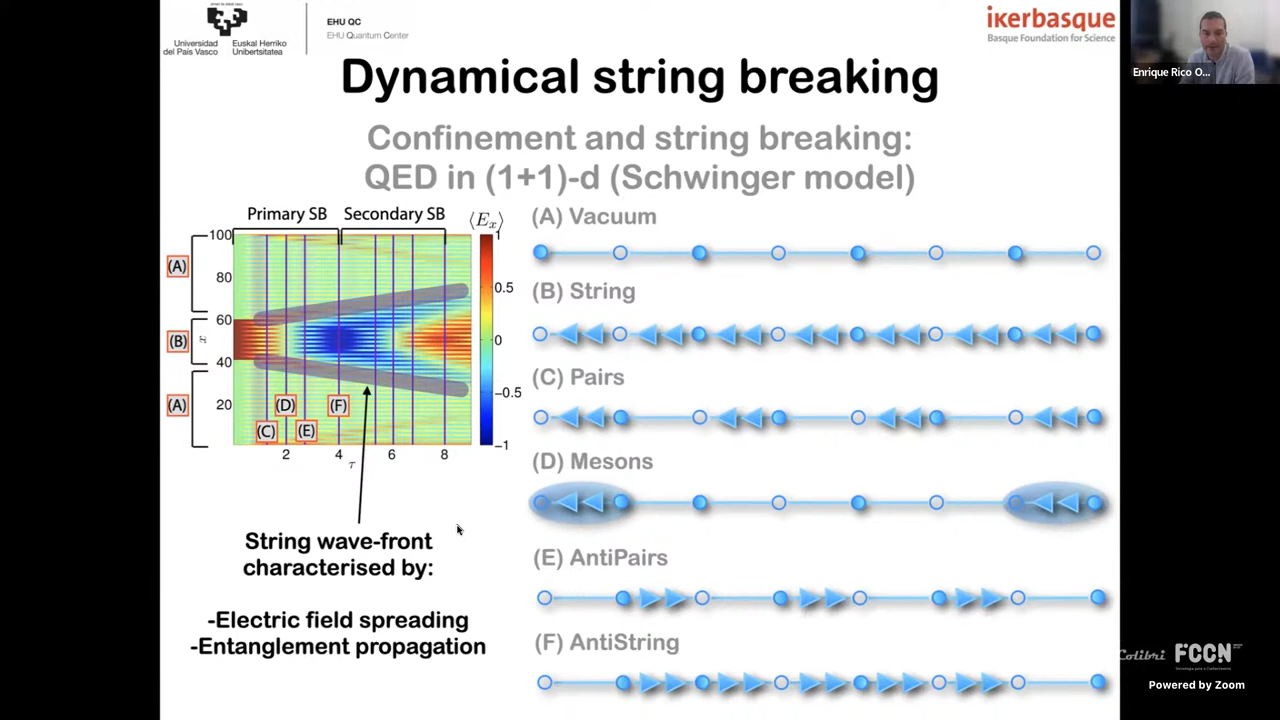 Universidad
del País Vasco
Euskal Herriko
Unibertsitatea
EHU QC
EHU Quantum Center
ikerbasque
Basque Foundation for Science
Enrique Rico O...
Dynamical string breaking
Confinement and string breaking:
QED in (1+1)-d (Schwinger model)
Primary SB
Secondary SB
⟨Eₓ⟩
100
80
60
40
20
x
(A)
(B)
(A)
(C)
(D)
(E)
(F)
2
4
6
8
τ
1
0.5
0
−0.5
−1
String wave-front
characterised by:
-Electric field spreading
-Entanglement propagation
(A) Vacuum
(B) String
(C) Pairs
(D) Mesons
(E) AntiPairs
(F) AntiString
Colibri
FCCN
Powered by Zoom